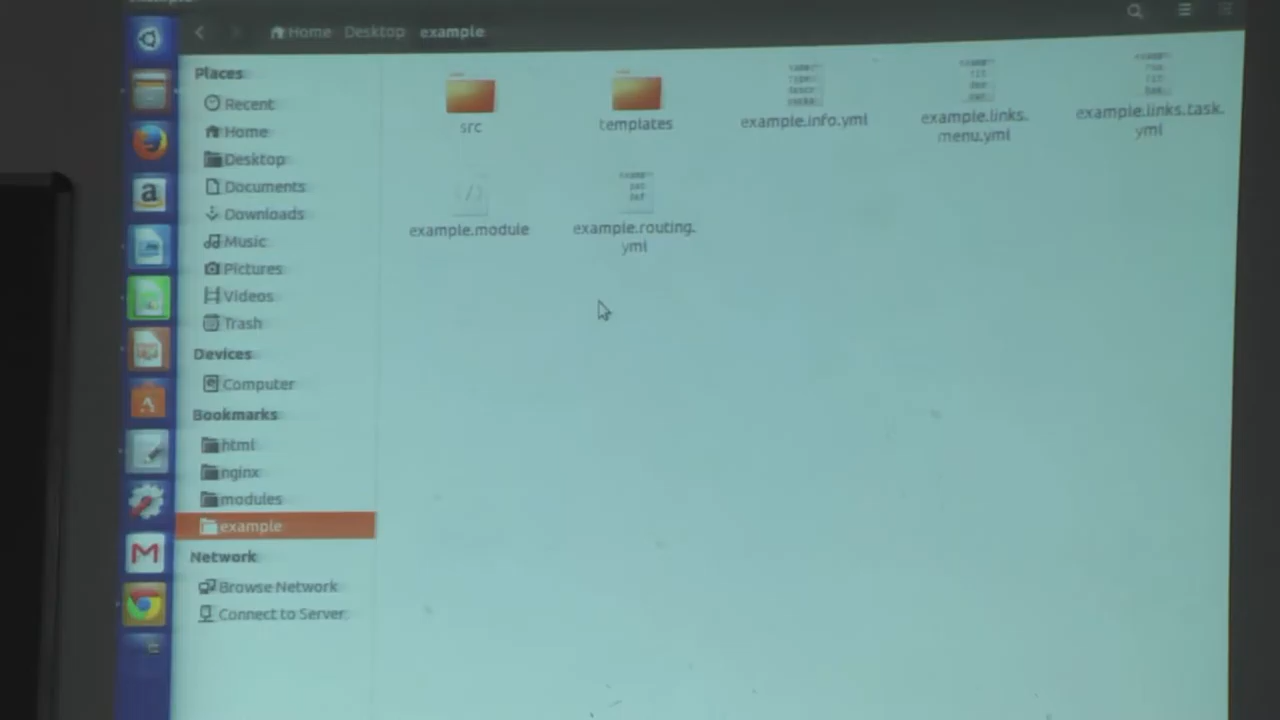 Home Desktop example
Places
Recent
Home
Desktop
Documents
Downloads
Music
Pictures
Videos
Trash
Devices
Computer
Bookmarks
html
nginx
modules
example
Network
Browse Network
Connect to Server
src
templates
example.info.yml
example.links.
menu.yml
example.links.task.
yml
example.module
example.routing.
yml